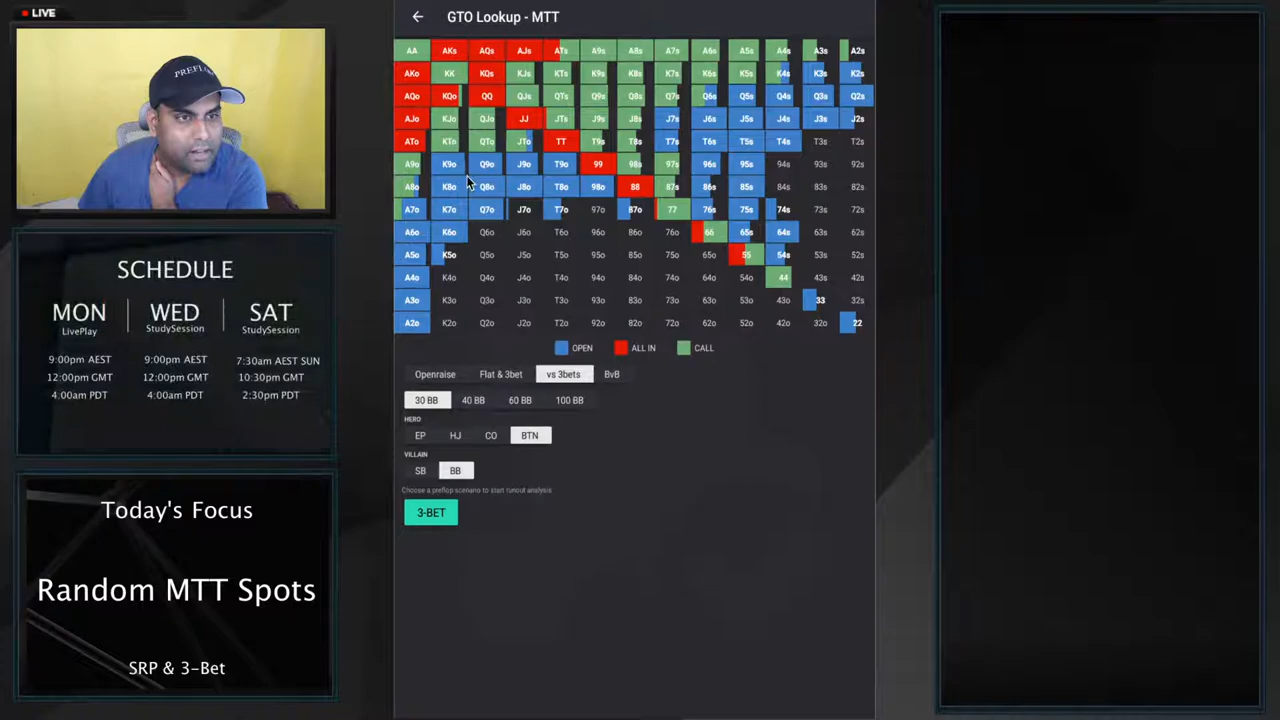 LIVE
PREFLOP
SCHEDULE
MON
LivePlay
WED
StudySession
SAT
StudySession
9:00pm AEST
12:00pm GMT
4:00am PDT
9:00pm AEST
12:00pm GMT
4:00am PDT
7:30am AEST SUN
10:30pm GMT
2:30pm PDT
Today's Focus
Random MTT Spots
SRP & 3-Bet
GTO Lookup - MTT
AA AKs AQs AJs ATs A9s A8s A7s A6s A5s A4s A3s A2s
AKo KK KQs KJs KTs K9s K8s K7s K6s K5s K4s K3s K2s
AQo KQo QQ QJs QTs Q9s Q8s Q7s Q6s Q5s Q4s Q3s Q2s
AJo KJo QJo JJ JTs J9s J8s J7s J6s J5s J4s J3s J2s
ATo KTo QTo JTo TT T9s T8s T7s T6s T5s T4s T3s T2s
A9o K9o Q9o J9o T9o 99 98s 97s 96s 95s 94s 93s 92s
A8o K8o Q8o J8o T8o 98o 88 87s 86s 85s 84s 83s 82s
A7o K7o Q7o J7o T7o 97o 87o 77 76s 75s 74s 73s 72s
A6o K6o Q6o J6o T6o 96o 86o 76o 66 65s 64s 63s 62s
A5o K5o Q5o J5o T5o 95o 85o 75o 65o 55 54s 53s 52s
A4o K4o Q4o J4o T4o 94o 84o 74o 64o 54o 44 43s 42s
A3o K3o Q3o J3o T3o 93o 83o 73o 63o 53o 43o 33 32s
A2o K2o Q2o J2o T2o 92o 82o 72o 62o 52o 42o 32o 22
OPEN ALL IN CALL
Openraise Flat & 3bet vs 3bets BvB
30 BB 40 BB 60 BB 100 BB
HERO
EP HJ CO BTN
VILLAIN
SB BB
Choose a preflop scenario to start runout analysis
3-BET